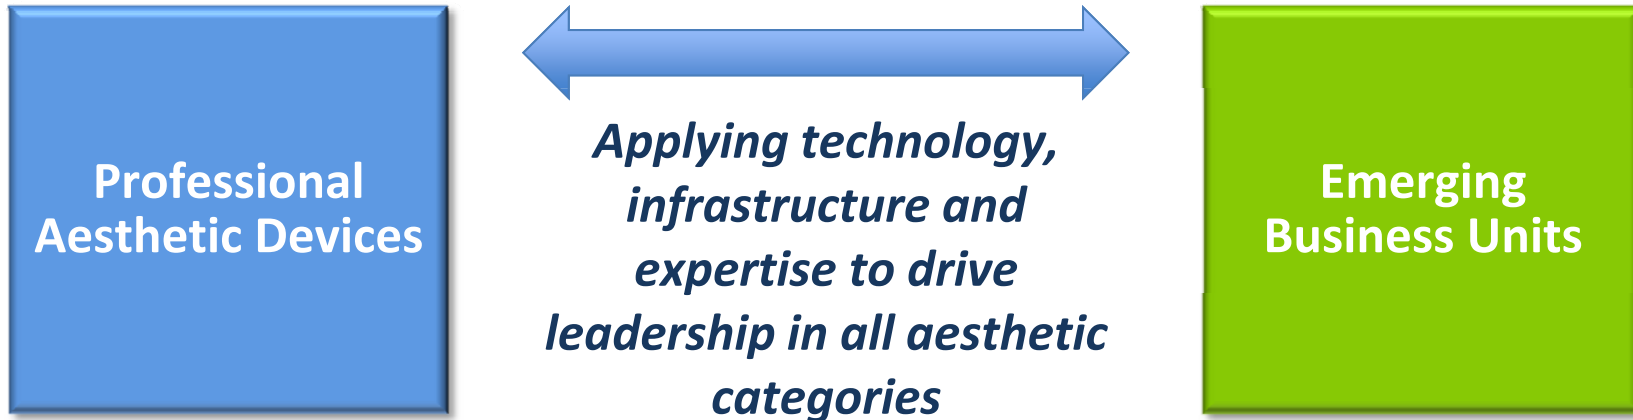 Professional
Aesthetic Devices
Applying technology,
infrastructure and
expertise to drive
leadership in all aesthetic
categories
Emerging
Business Units